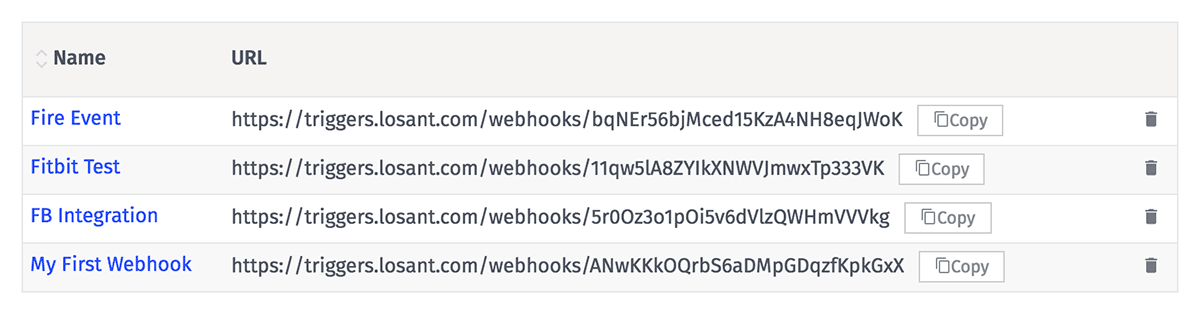 Name URL
Fire Event https://triggers.losant.com/webhooks/bqNEr56bjMced15KzA4NH8eqJWoK Copy
Fitbit Test https://triggers.losant.com/webhooks/11qw5lA8ZYIkXNWVJmwxTp333VK Copy
FB Integration https://triggers.losant.com/webhooks/5r0Oz3o1pOi5v6dVlzQWHmVVVkg Copy
My First Webhook https://triggers.losant.com/webhooks/ANwKKkOQrbS6aDMpGDqzfKpkGxX Copy